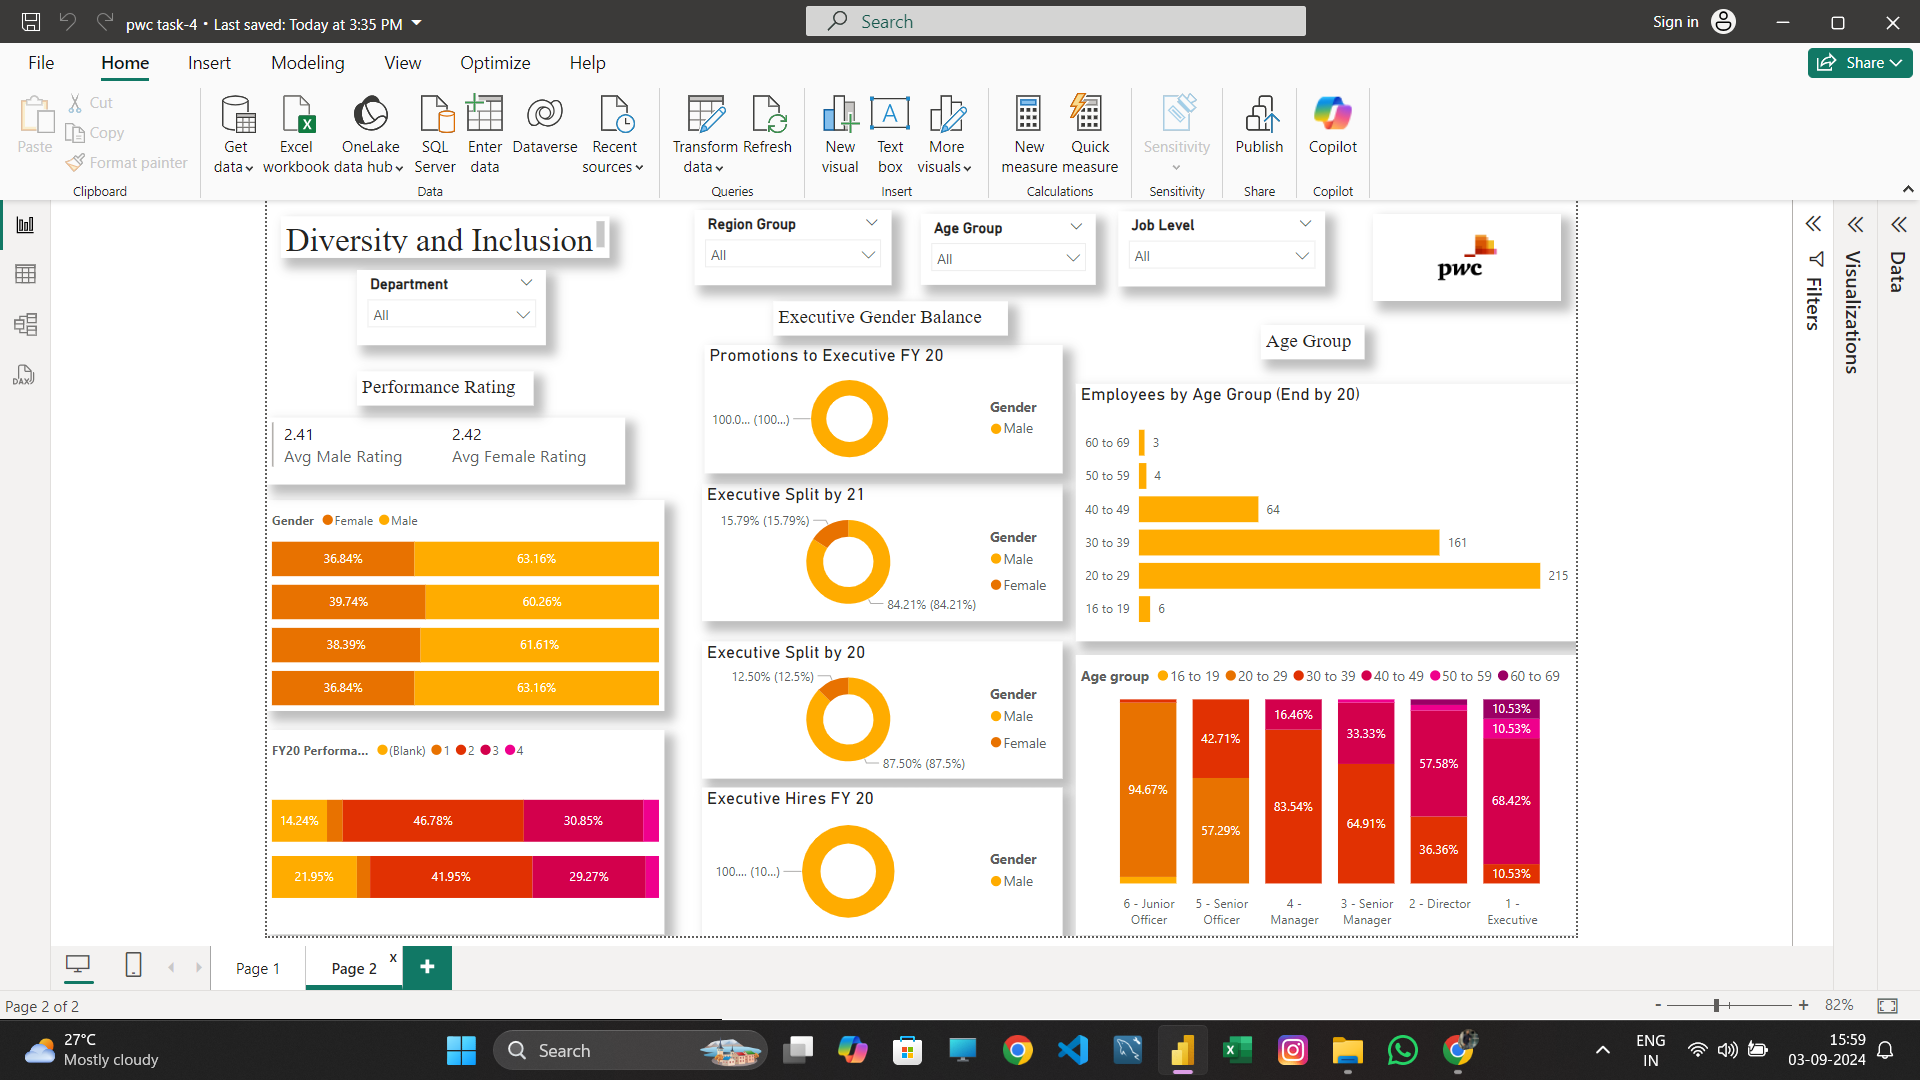 pwc task-4 • Last saved: Today at 3:35 PM
Search
Sign in
File Home Insert Modeling View Optimize Help
Share
Paste
Cut
Copy
Format painter
Clipboard
Get data
Excel workbook
OneLake data hub
SQL Server
Enter data
Dataverse
Recent sources
Data
Transform data
Refresh
Queries
New visual
Text box
More visuals
Insert
New measure
Quick measure
Calculations
Sensitivity
Sensitivity
Publish
Share
Copilot
Copilot
Diversity and Inclusion
Department
All
Region Group
All
Age Group
All
Job Level
All
pwc
Performance Rating
2.41
Avg Male Rating
2.42
Avg Female Rating
Gender Female Male
36.84% 63.16%
39.74% 60.26%
38.39% 61.61%
36.84% 63.16%
FY20 Performa... (Blank) 1 2 3 4
14.24% 46.78% 30.85%
21.95% 41.95% 29.27%
Executive Gender Balance
Promotions to Executive FY 20
100.0... (100...)
Gender
Male
Executive Split by 21
15.79% (15.79%)
84.21% (84.21%)
Gender
Male
Female
Executive Split by 20
12.50% (12.5%)
87.50% (87.5%)
Gender
Male
Female
Executive Hires FY 20
100.... (10...)
Gender
Male
Age Group
Employees by Age Group (End by 20)
60 to 69 3
50 to 59 4
40 to 49 64
30 to 39 161
20 to 29 215
16 to 19 6
Age group 16 to 19 20 to 29 30 to 39 40 to 49 50 to 59 60 to 69
94.67%
42.71%
57.29%
16.46%
83.54%
33.33%
64.91%
57.58%
36.36%
10.53%
10.53%
68.42%
10.53%
6 - Junior Officer
5 - Senior Officer
4 - Manager
3 - Senior Manager
2 - Director
1 - Executive
Filters
Visualizations
Data
DAX
Page 1
Page 2 x
Page 2 of 2
- + 82%
27°C
Mostly cloudy
Search
ENG
IN
15:59
03-09-2024